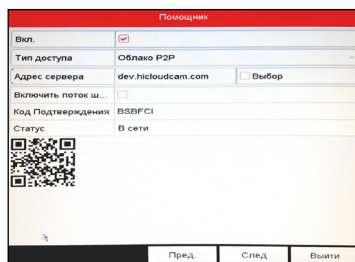 Помощник
Вкл.
Тип доступа Облако P2P
Адрес сервера dev.hicloudcam.com Выбор
Включить поток ш...
Код Подтверждения BSBFCI
Статус В сети
Пред. След Выйти